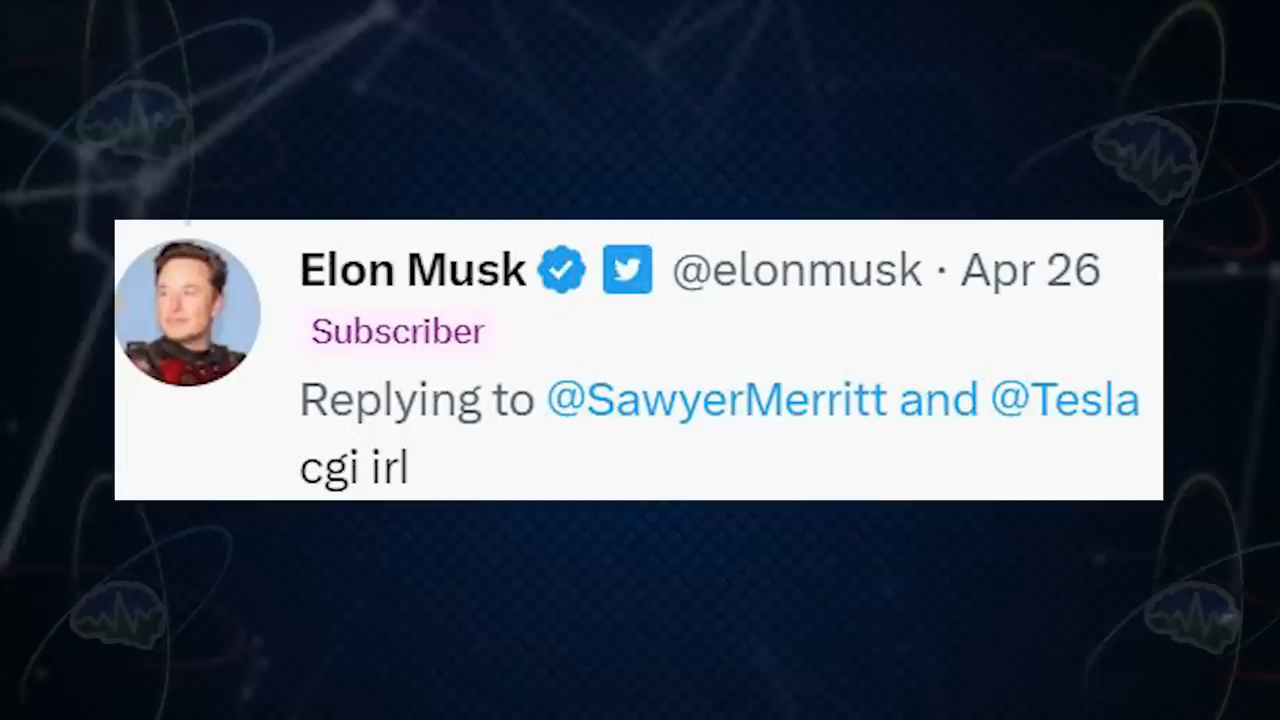 Elon Musk @elonmusk · Apr 26
Subscriber
Replying to @SawyerMerritt and @Tesla
cgi irl